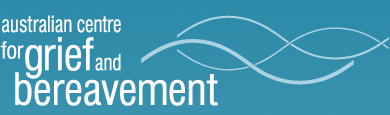 australian centre
for grief and
bereavement